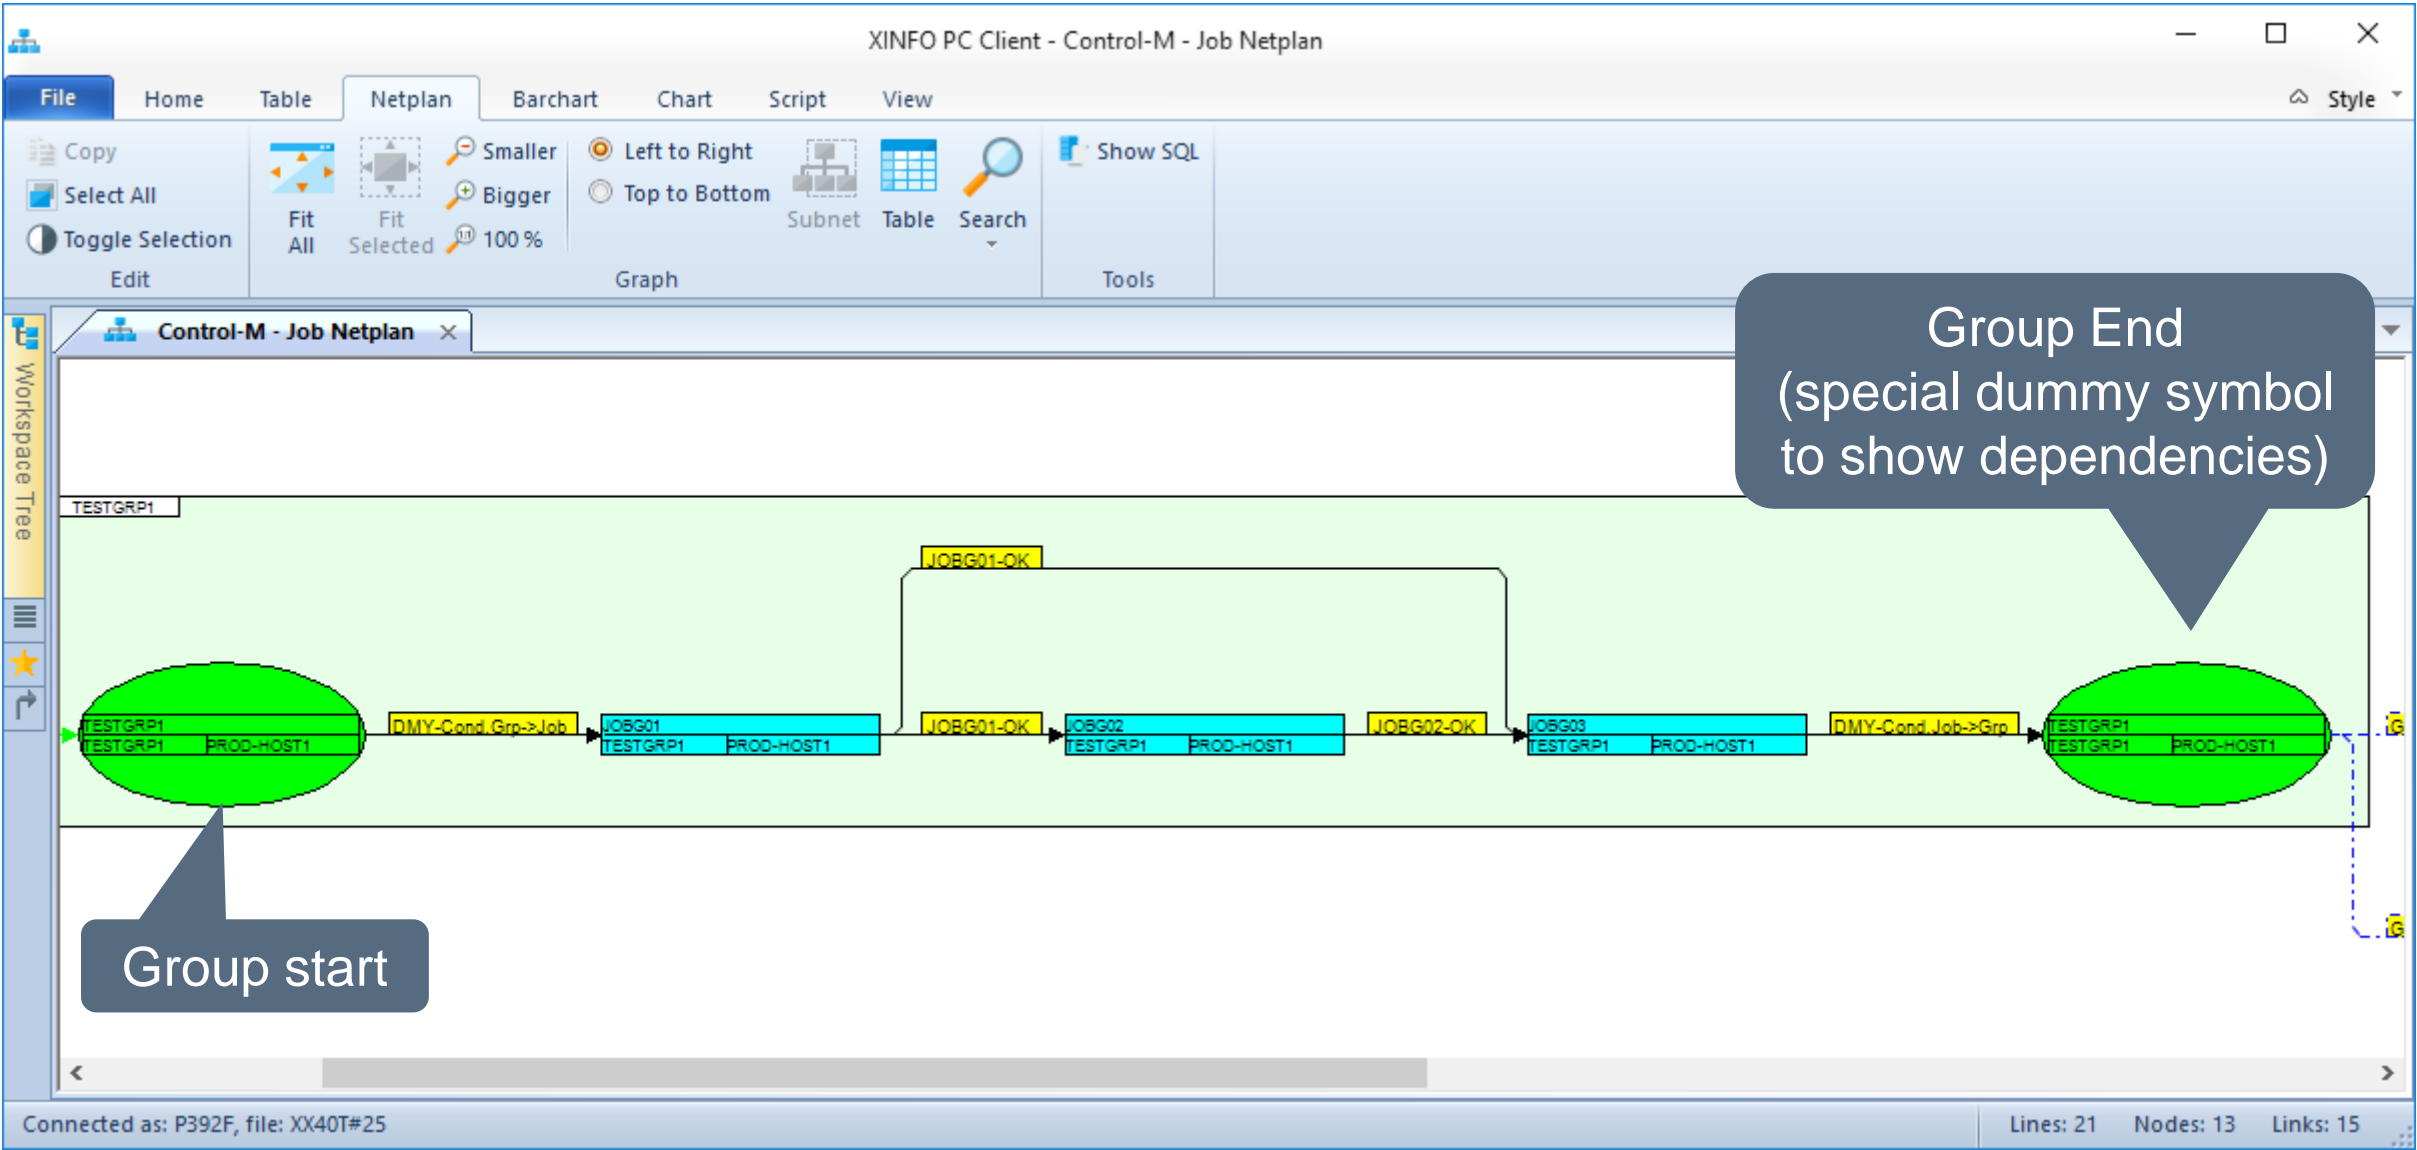 XINFO PC Client - Control-M - Job Netplan
File Home Table Netplan Barchart Chart Script View Style
Copy
Select All
Toggle Selection
Edit
Fit All
Fit Selected
Smaller
Bigger
100 %
Left to Right
Top to Bottom
Subnet
Table
Search
Graph
Show SQL
Tools
Control-M - Job Netplan
Workspace Tree
Group End
(special dummy symbol
to show dependencies)
TESTGRP1
JOBG01-OK
TESTGRP1
TESTGRP1 PROD-HOST1
DMY-Cond.Grp->Job
JOBG01
TESTGRP1 PROD-HOST1
JOBG01-OK
JOBG02
TESTGRP1 PROD-HOST1
JOBG02-OK
JOBG03
TESTGRP1 PROD-HOST1
DMY-Cond.Job->Grp
TESTGRP1
TESTGRP1 PROD-HOST1
G
G
Group start
Connected as: P392F, file: XX40T#25
Lines: 21 Nodes: 13 Links: 15